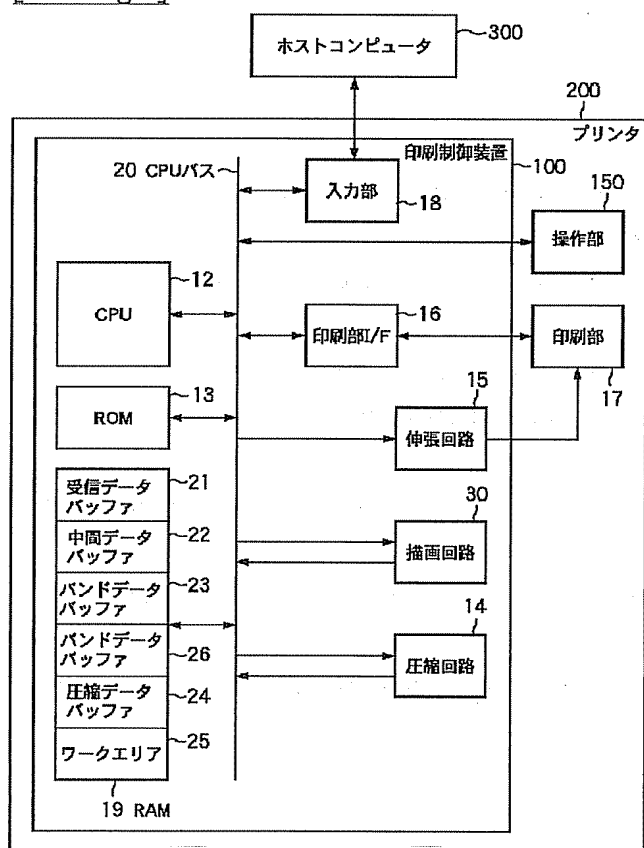 ホストコンピュータ
300
200
プリンタ
印刷制御装置
100
20 CPUバス
入力部
18
150
操作部
12
CPU
16
印刷部I/F
印刷部
17
13
ROM
15
伸張回路
21
受信データ
バッファ
22
中間データ
バッファ
30
描画回路
23
バンドデータ
バッファ
14
圧縮回路
バンドデータ
バッファ
26
圧縮データ
バッファ
24
ワークエリア
25
19 RAM